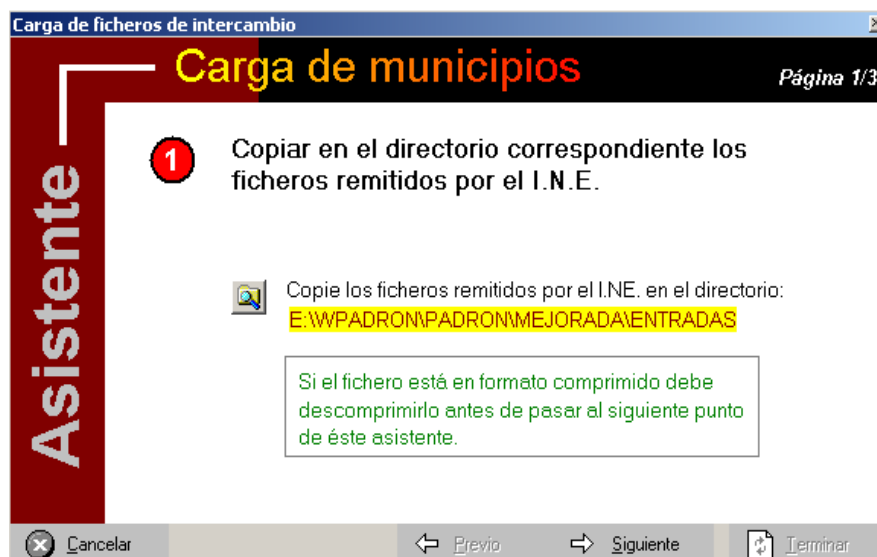 Carga de ficheros de intercambio
Carga de municipios
Página 1/3
Asistente
1
Copiar en el directorio correspondiente los
ficheros remitidos por el I.N.E.
Copie los ficheros remitidos por el I.NE. en el directorio:
E:\WPADRON\PADRON\MEJORADA\ENTRADAS
Si el fichero está en formato comprimido debe
descomprimirlo antes de pasar al siguiente punto
de éste asistente.
Cancelar
Previo
Siguiente
Terminar